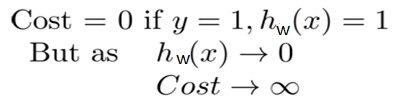 Cost = 0 if y = 1, h_w(x) = 1
But as h_w(x) → 0
Cost → ∞